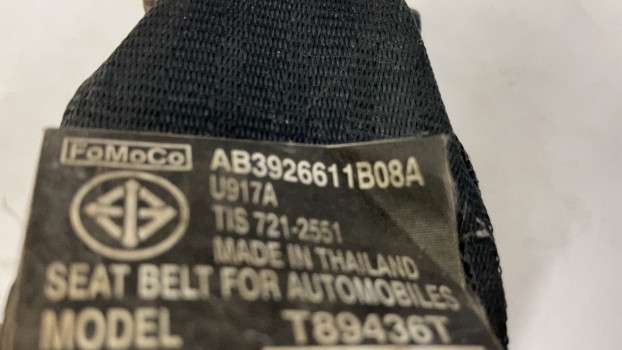 FoMoCo AB3926611B08A
U917A
TIS 721-2551
MADE IN THAILAND
SEAT BELT FOR AUTOMOBILES
MODEL T89436T